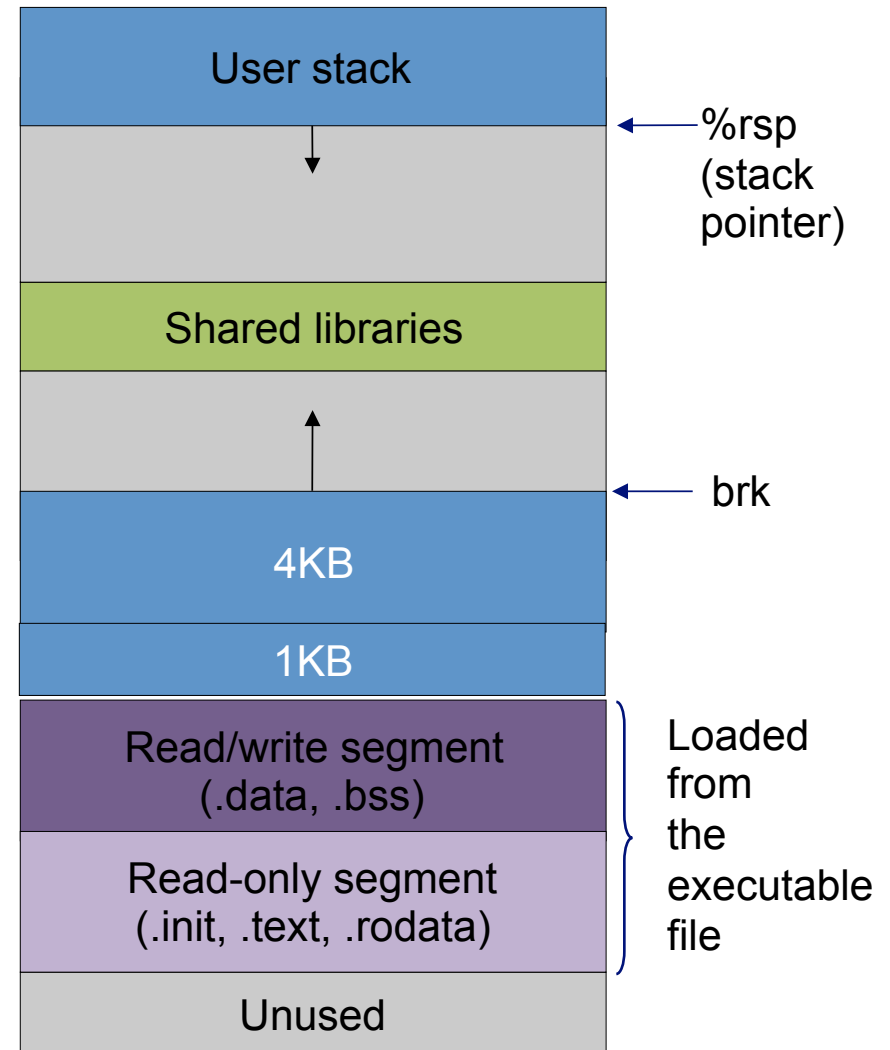 User stack
%rsp
(stack
pointer)
Shared libraries
brk
4KB
1KB
Read/write segment
(.data, .bss)
Read-only segment
(.init, .text, .rodata)
Loaded
from
the
executable
file
Unused